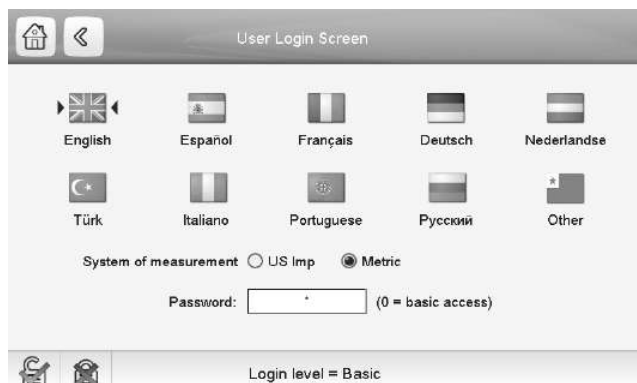 User Login Screen
English Español Français Deutsch Nederlandse
Türk Italiano Portuguese Русский Other
System of measurement US Imp Metric
Password: * (0 = basic access)
Login level = Basic